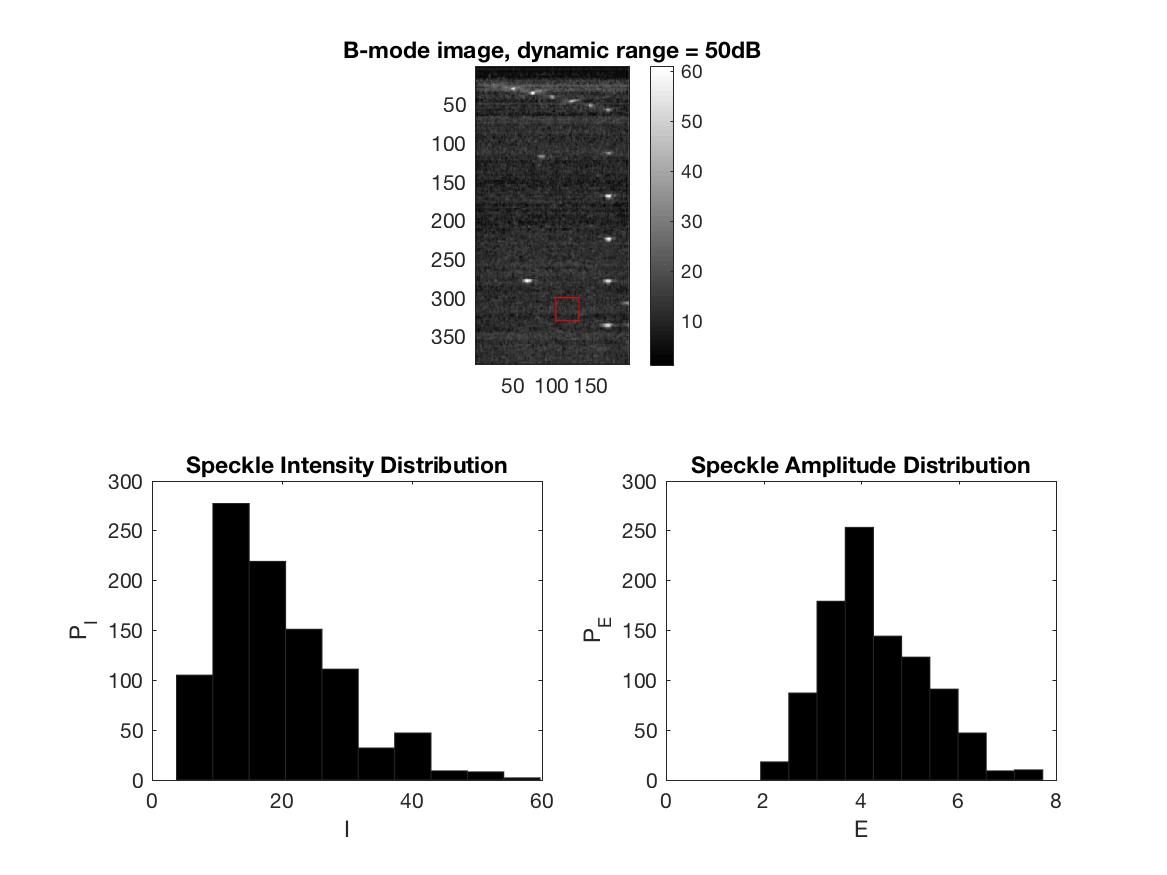 B-mode image, dynamic range = 50dB
50
100
150
200
250
300
350
50 100 150
60
50
40
30
20
10
Speckle Intensity Distribution
300
250
200
150
100
50
0
P_I
0 20 40 60
I
Speckle Amplitude Distribution
300
250
200
150
100
50
0
P_E
0 2 4 6 8
E